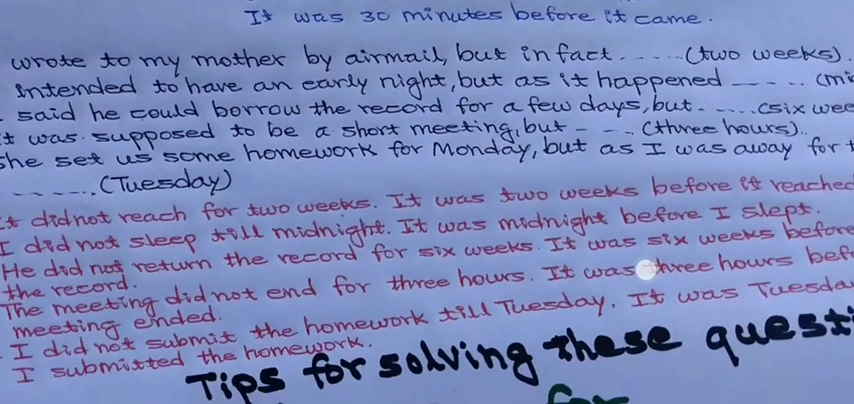 It was 30 minutes before it came.
wrote to my mother by airmail, but in fact..... (two weeks).
intended to have an early night, but as it happened -----
said he could borrow the record for a few days, but......(six
was supposed to be a short meeting, but - - -. (three hours)..
she set us some homework for Monday, but as I was away for
.......(Tuesday)
It didnot reach for two weeks. It was two weeks before it reached
I did not sleep till midnight. It was midnight before I slept.
He did not return the record for six weeks. It was six weeks before
the record.
The meeting did not end for three hours. It was three hours
meeting ended.
I did not submit the homework till Tuesday. It was
I submitted the homework.
Tips for solving these
for